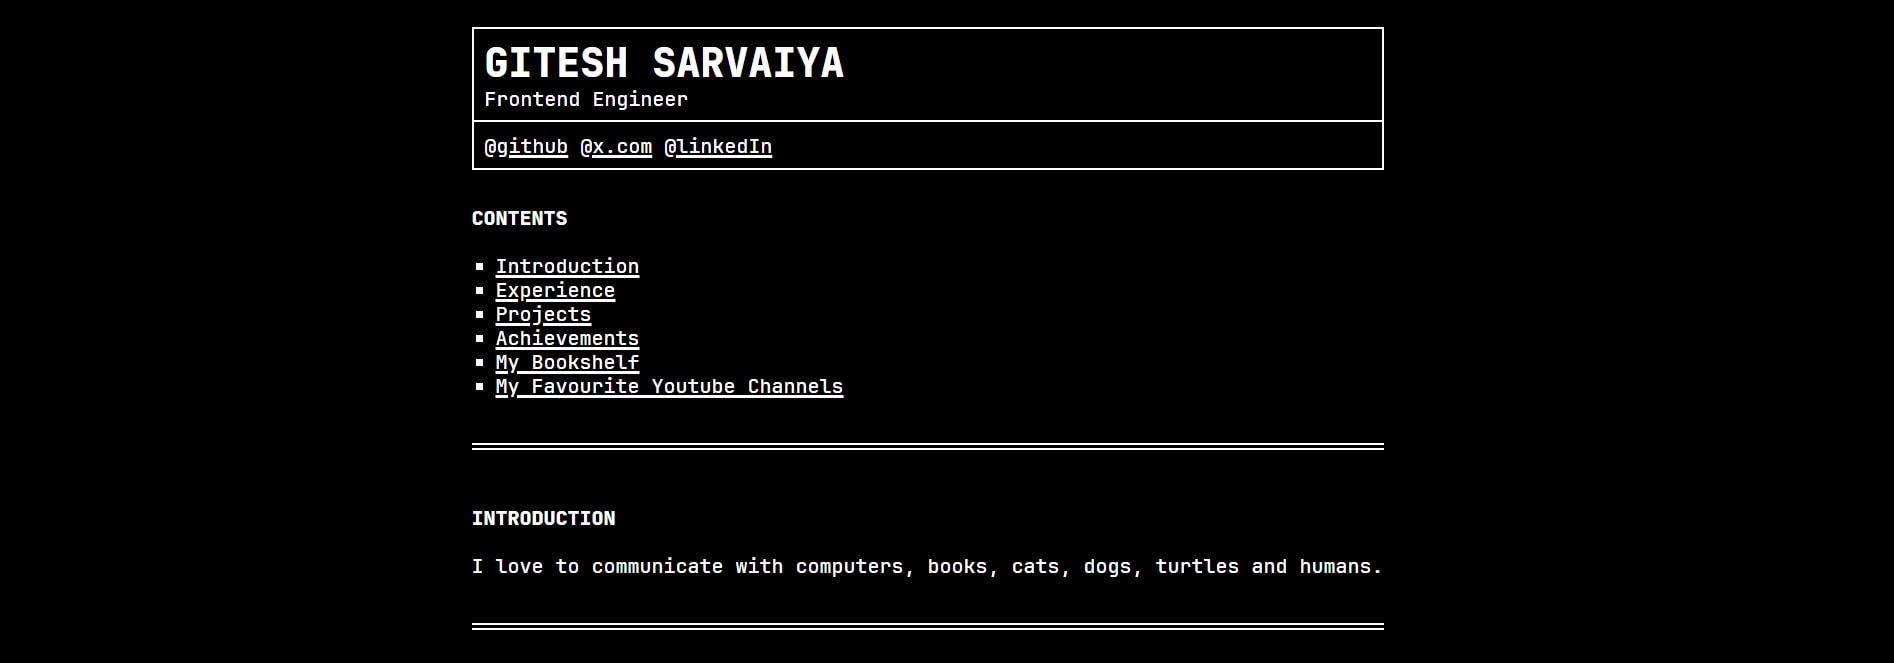 GITESH SARVAIYA
Frontend Engineer
@github @x.com @linkedIn
CONTENTS
Introduction
Experience
Projects
Achievements
My Bookshelf
My Favourite Youtube Channels
INTRODUCTION
I love to communicate with computers, books, cats, dogs, turtles and humans.